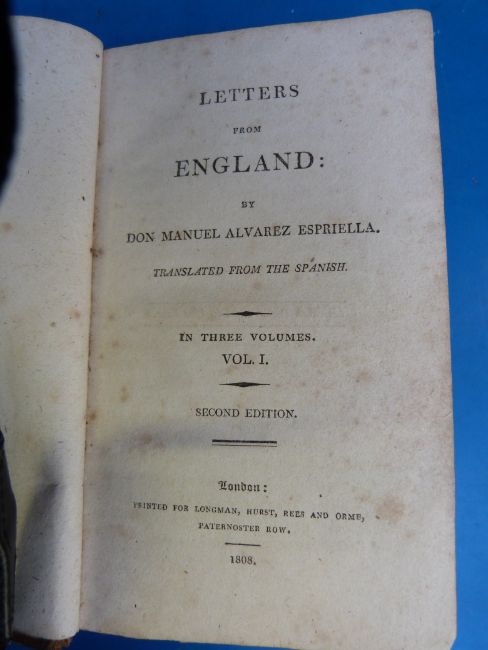 LETTERS
FROM
ENGLAND:
BY
DON MANUEL ALVAREZ ESPRIELLA.
TRANSLATED FROM THE SPANISH.
IN THREE VOLUMES.
VOL. I.
SECOND EDITION.
London:
PRINTED FOR LONGMAN, HURST, REES AND ORME,
PATERNOSTER ROW.
1808.